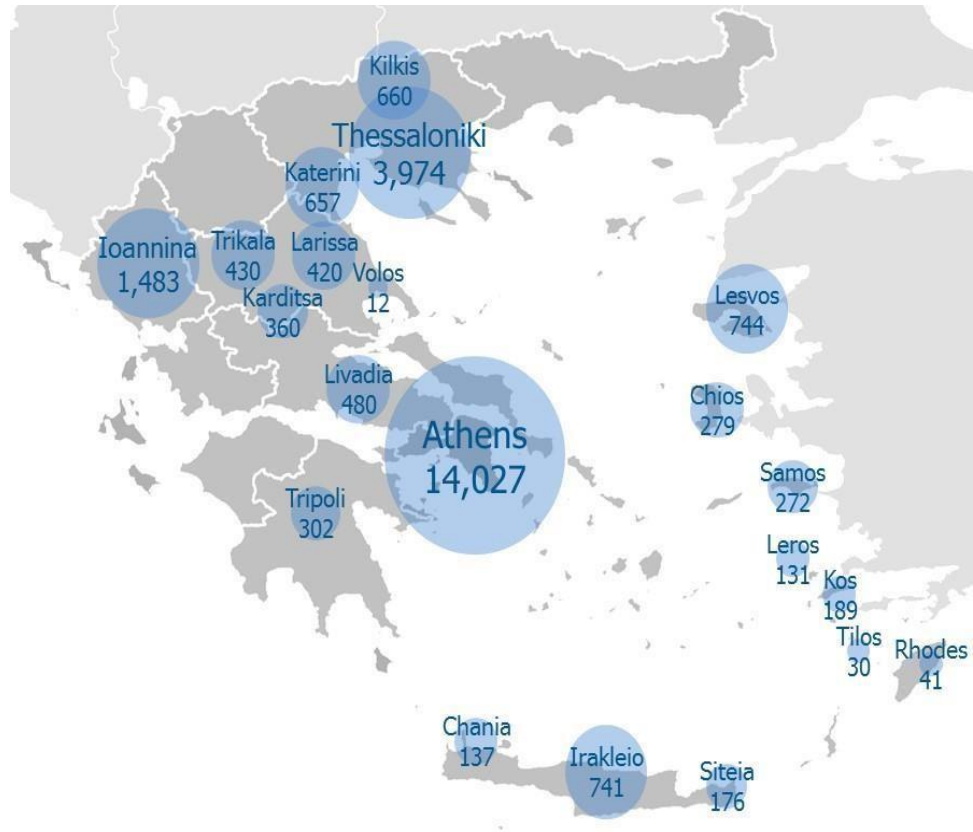 Kilkis
660
Thessaloniki
3,974
Katerini
657
Ioannina
1,483
Trikala
430
Larissa
420
Volos
12
Karditsa
360
Lesvos
744
Livadia
480
Chios
279
Athens
14,027
Samos
272
Tripoli
302
Leros
131
Kos
189
Tilos
30
Rhodes
41
Chania
137
Irakleio
741
Siteia
176